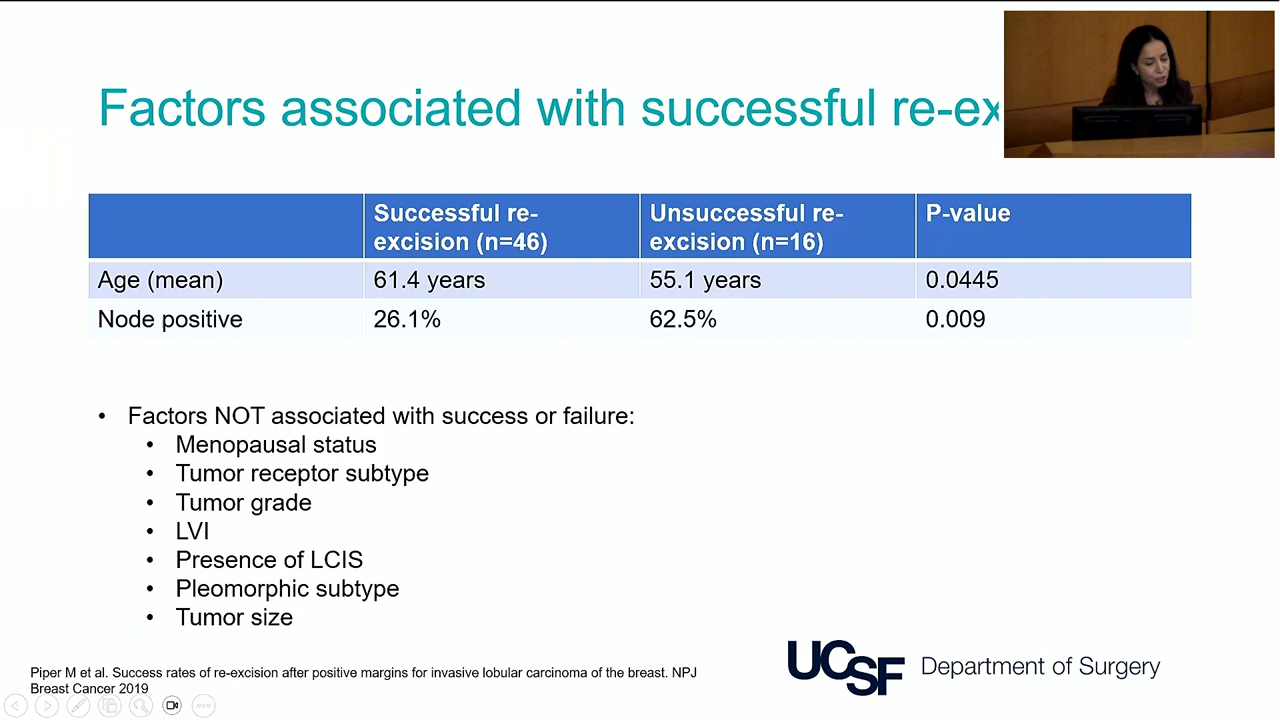 Factors associated with successful re-ex
Successful re-
excision (n=46)
Unsuccessful re-
excision (n=16)
P-value
Age (mean) 61.4 years 55.1 years 0.0445
Node positive 26.1% 62.5% 0.009
• Factors NOT associated with success or failure:
• Menopausal status
• Tumor receptor subtype
• Tumor grade
• LVI
• Presence of LCIS
• Pleomorphic subtype
• Tumor size
Piper M et al. Success rates of re-excision after positive margins for invasive lobular carcinoma of the breast. NPJ
Breast Cancer 2019
UCSF Department of Surgery